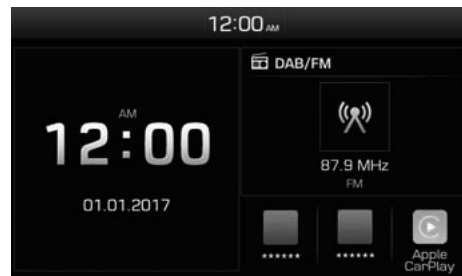 12:00 AM
AM
12:00
01.01.2017
DAB/FM
87.9 MHz
FM
******
******
Apple
CarPlay